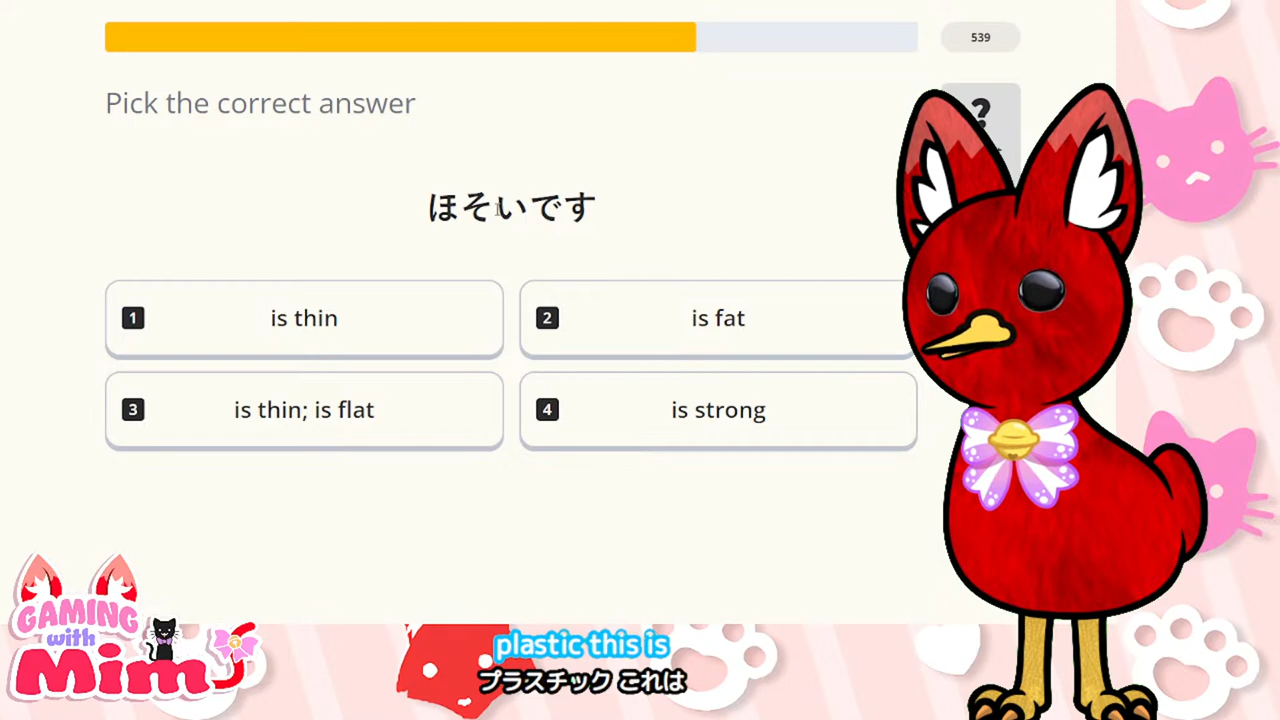 539
Pick the correct answer
?
ほそいです
1 is thin
2 is fat
3 is thin; is flat
4 is strong
GAMING
with
Mim
plastic this is
プラスチック これは